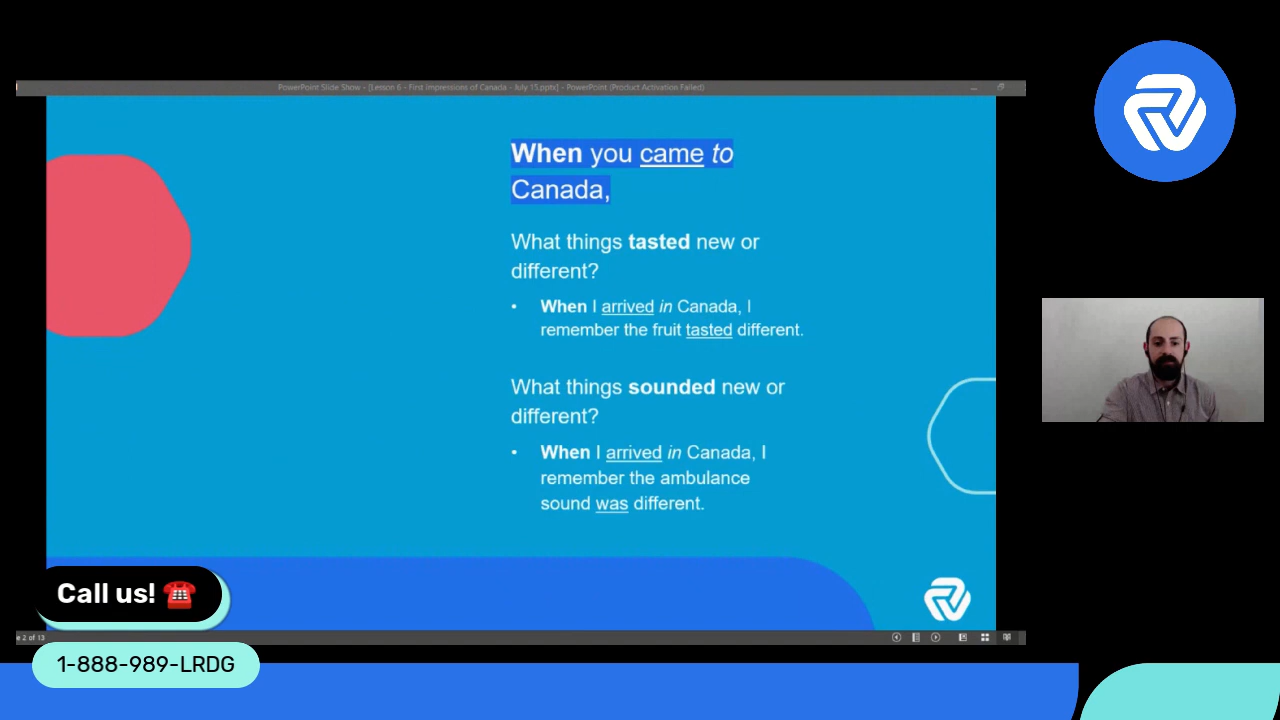 PowerPoint Slide Show - [Lesson 6 - First impressions of Canada - July 15.pptx] - PowerPoint (Product Activation Failed)
When you came to
Canada,
What things tasted new or
different?
• When I arrived in Canada, I
remember the fruit tasted different.
What things sounded new or
different?
• When I arrived in Canada, I
remember the ambulance
sound was different.
Call us! ☎️
e 2 of 13
1-888-989-LRDG